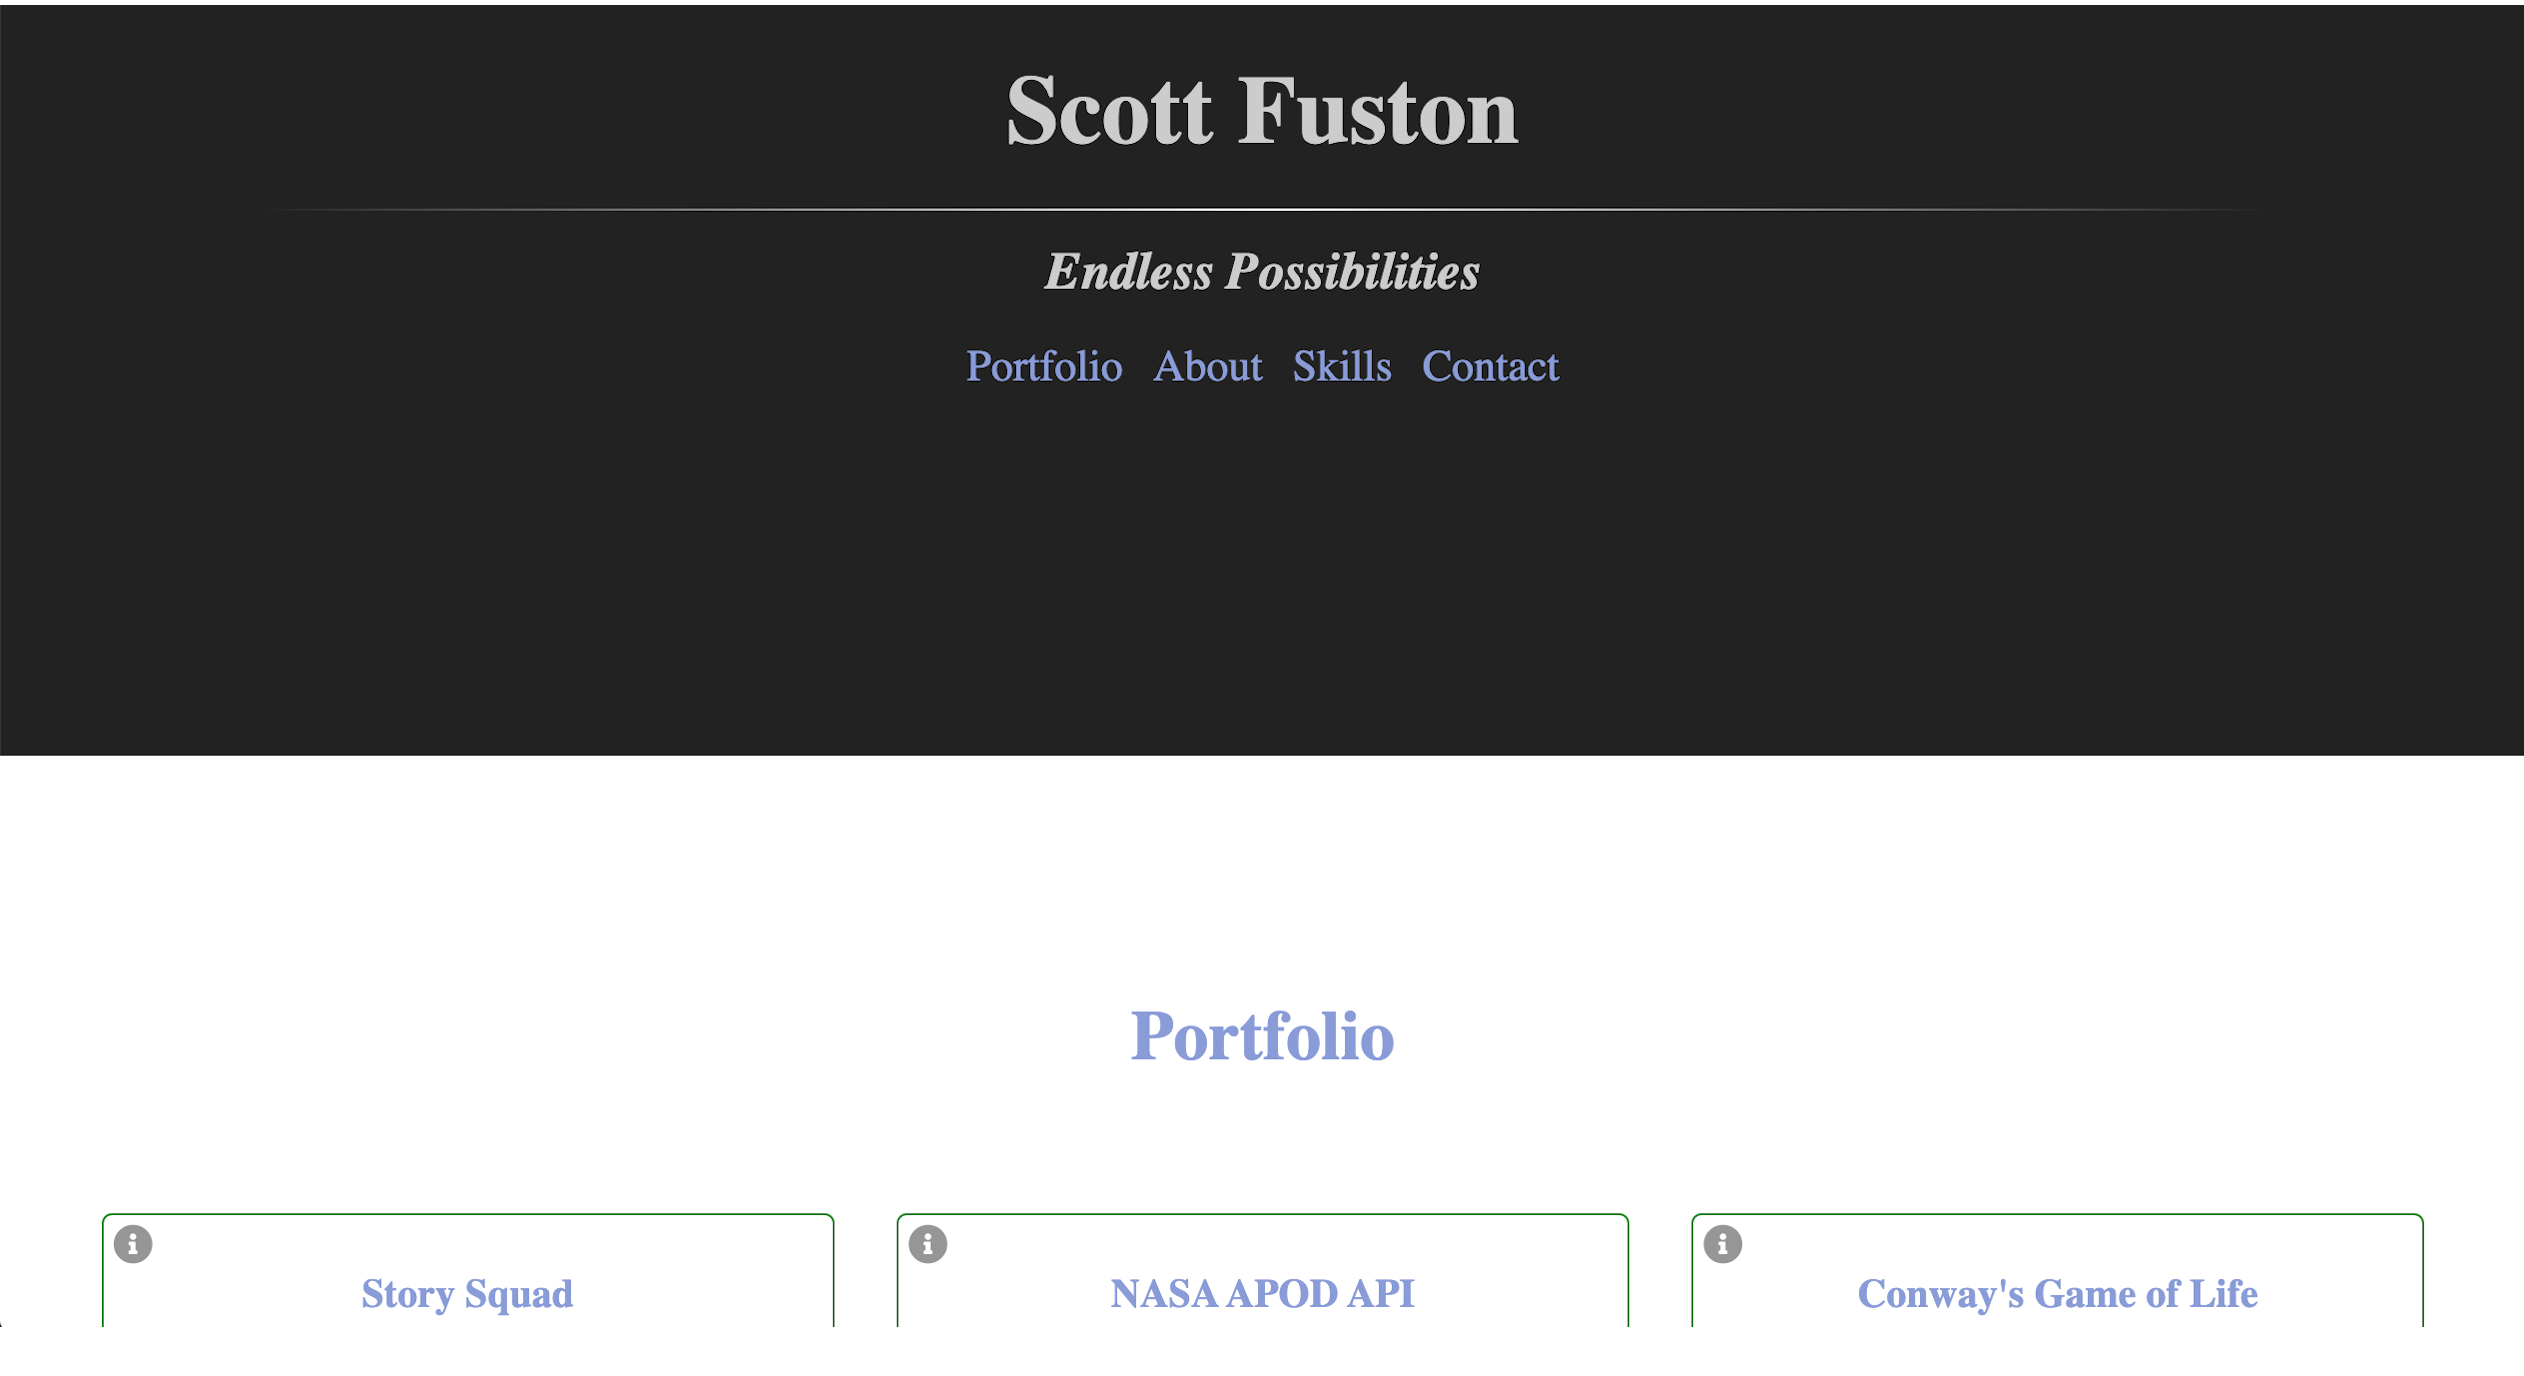 Scott Fuston
Endless Possibilities
Portfolio About Skills Contact
Portfolio
Story Squad
NASA APOD API
Conway's Game of Life